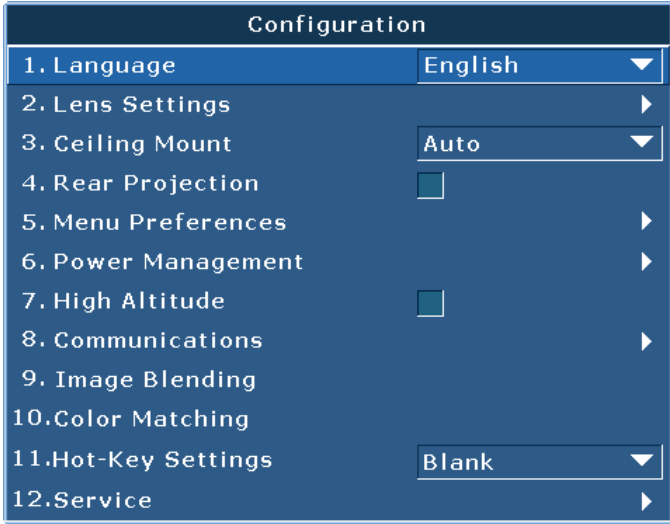 Configuration
1. Language English
2. Lens Settings
3. Ceiling Mount Auto
4. Rear Projection
5. Menu Preferences
6. Power Management
7. High Altitude
8. Communications
9. Image Blending
10.Color Matching
11.Hot-Key Settings Blank
12.Service